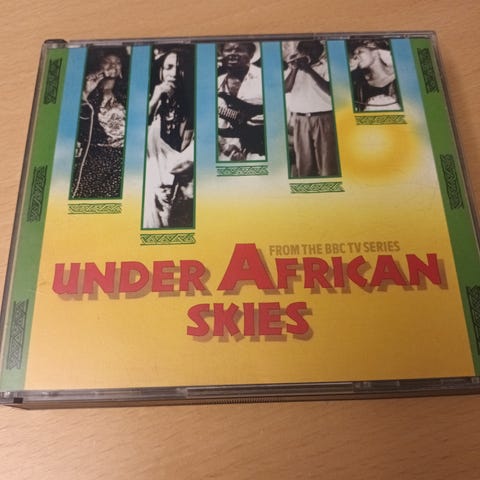 FROM THE BBC TV SERIES
UNDER AFRICAN
SKIES